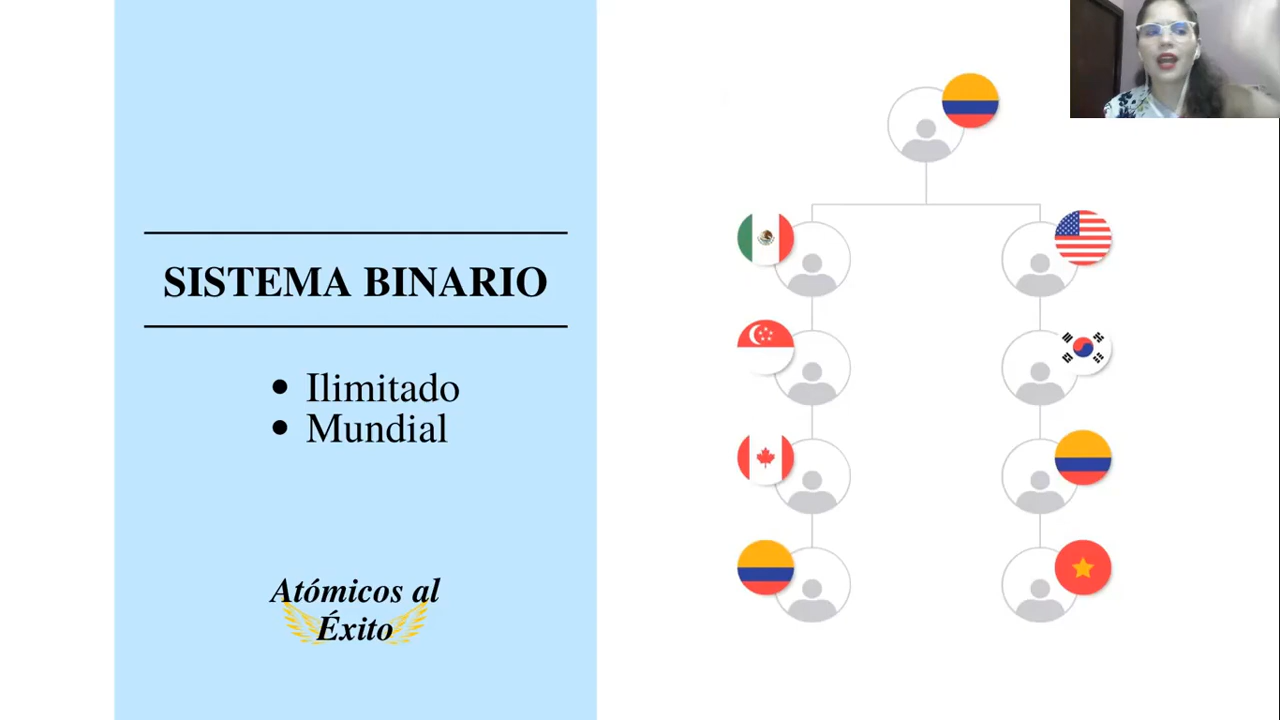 SISTEMA BINARIO
• Ilimitado
• Mundial
Atómicos al
Éxito